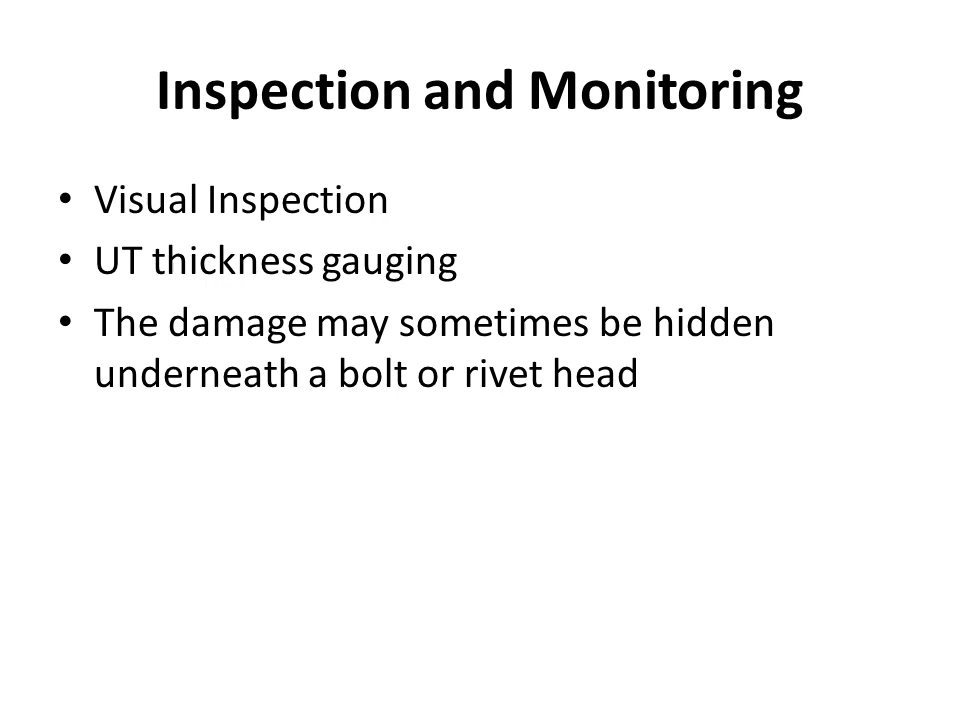 Inspection and Monitoring
• Visual Inspection
• UT thickness gauging
• The damage may sometimes be hidden
underneath a bolt or rivet head